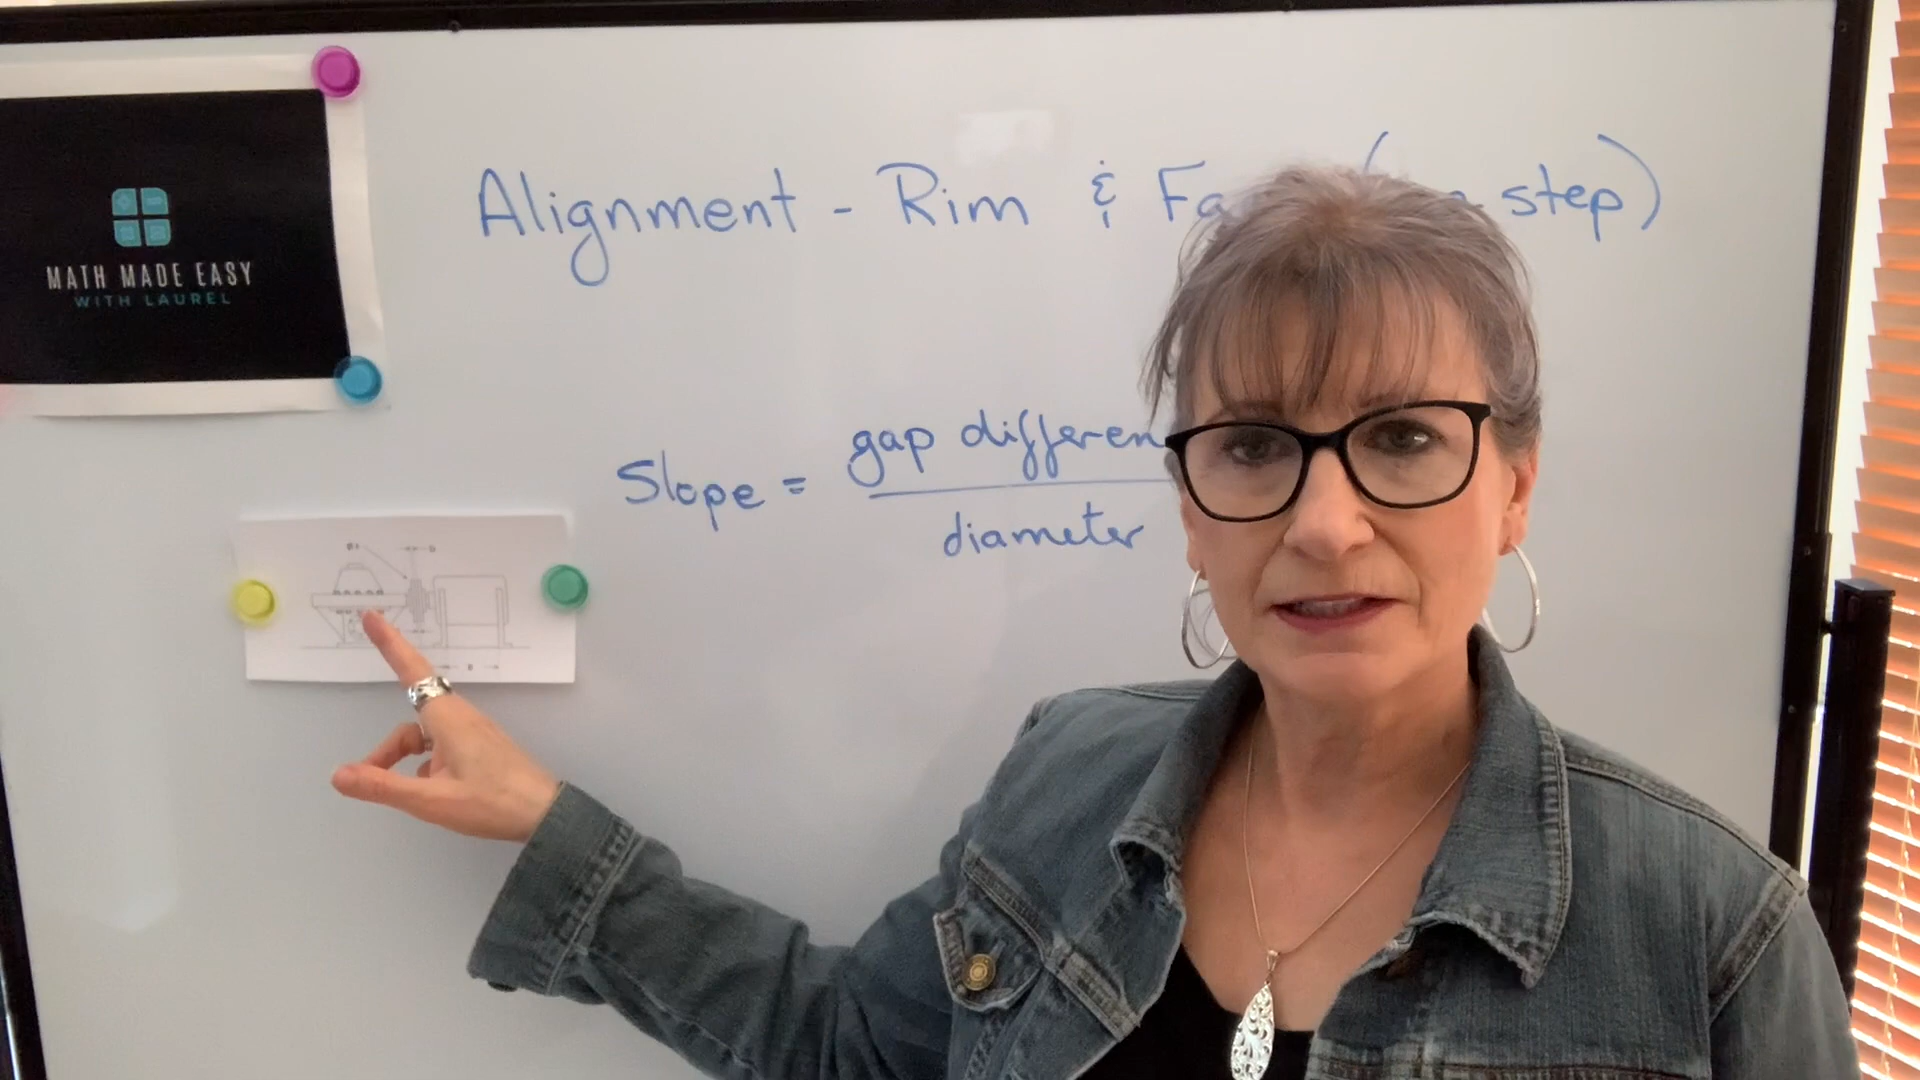 Alignment - Rim & Fa ( step)
MATH MADE EASY
WITH LAUREL
Slope = gap differen
diameter
B